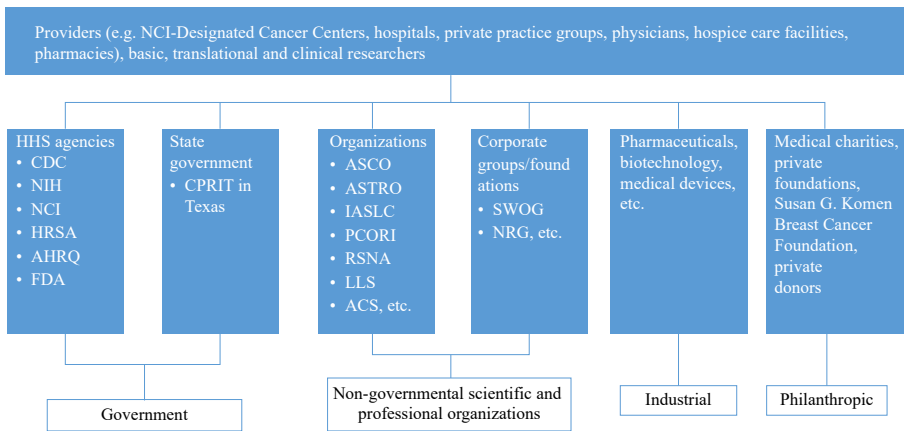 Providers (e.g. NCI-Designated Cancer Centers, hospitals, private practice groups, physicians, hospice care facilities,
pharmacies), basic, translational and clinical researchers
HHS agencies
• CDC
• NIH
• NCI
• HRSA
• AHRQ
• FDA
State
government
• CPRIT in
Texas
Organizations
• ASCO
• ASTRO
• IASLC
• PCORI
• RSNA
• LLS
• ACS, etc.
Corporate
groups/found
ations
• SWOG
• NRG, etc.
Pharmaceuticals,
biotechnology,
medical devices,
etc.
Medical charities,
private
foundations,
Susan G. Komen
Breast Cancer
Foundation,
private
donors
Government
Non-governmental scientific and
professional organizations
Industrial
Philanthropic